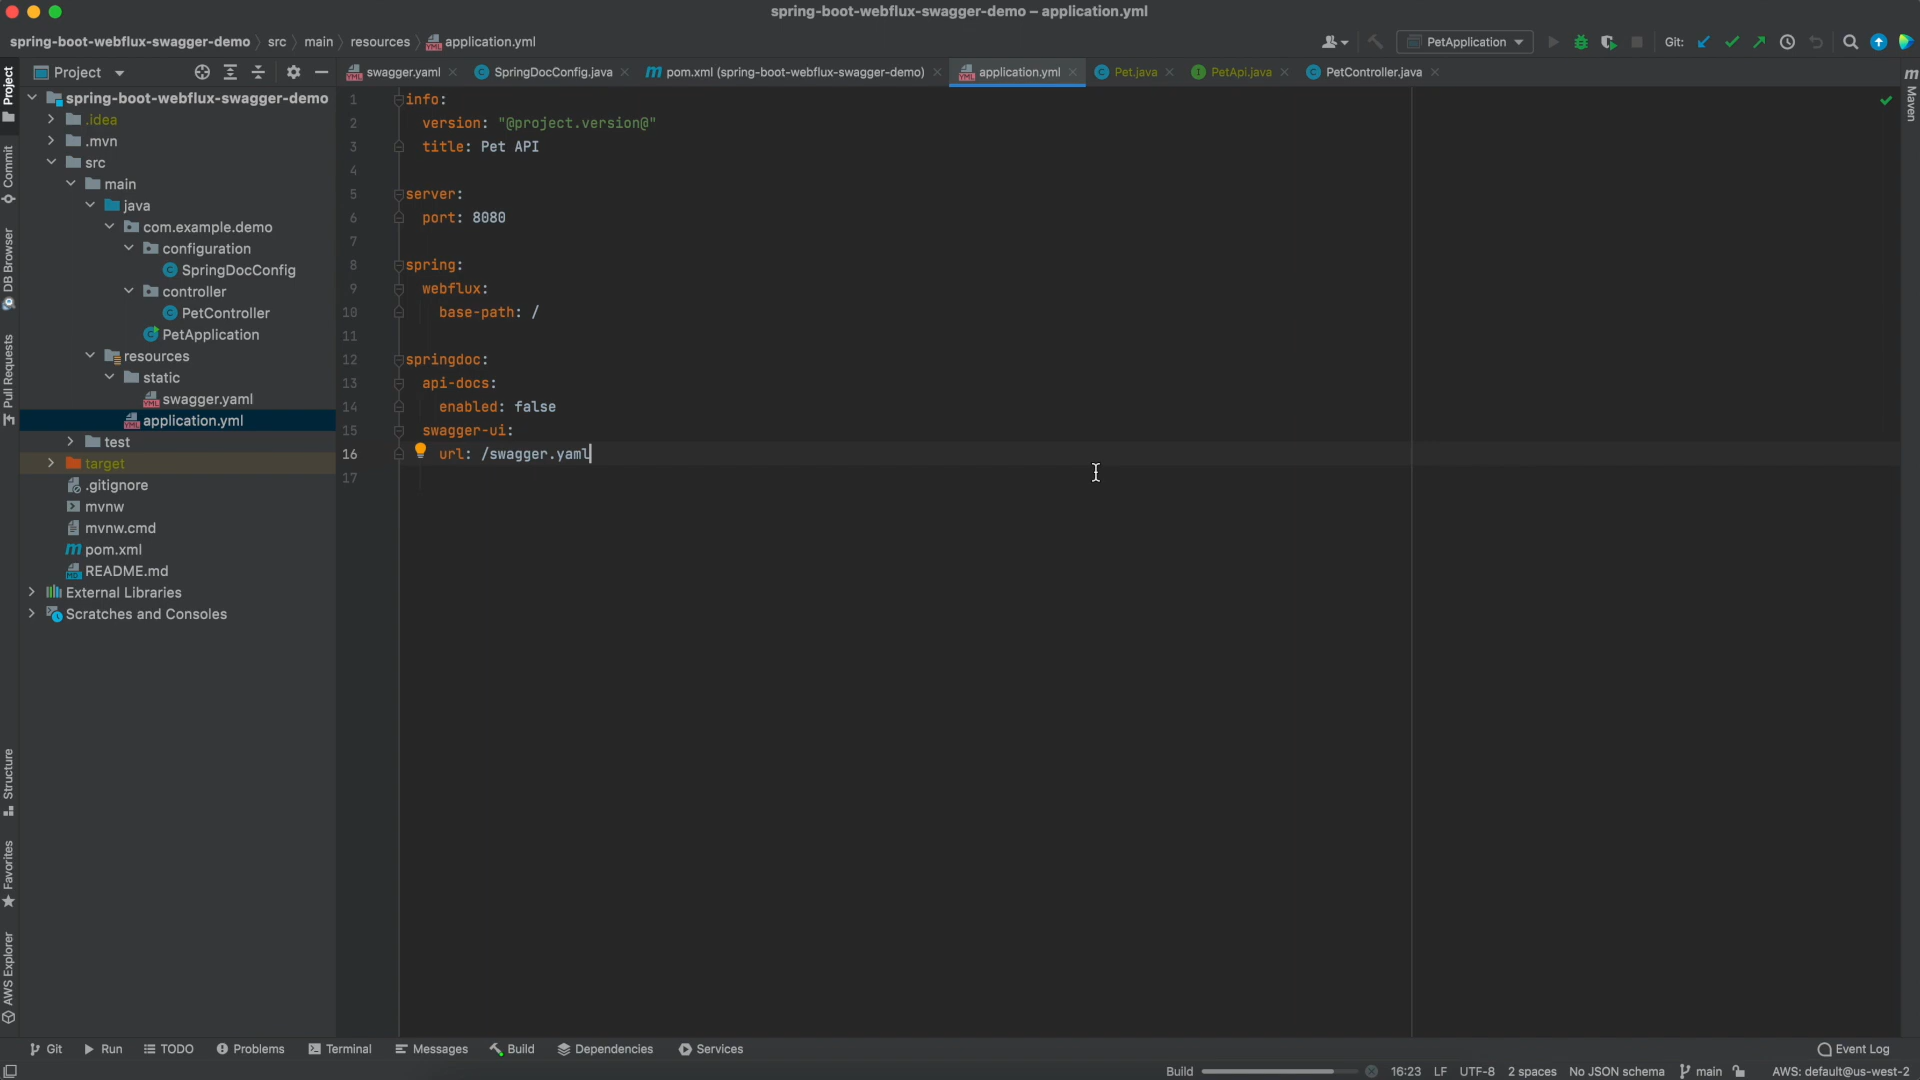 spring-boot-webflux-swagger-demo – application.yml
spring-boot-webflux-swagger-demo
src
main
resources
application.yml
PetApplication
Git:
Project
swagger.yaml
SpringDocConfig.java
pom.xml (spring-boot-webflux-swagger-demo)
application.yml
Pet.java
PetApi.java
PetController.java
Project
Commit
DB Browser
Pull Requests
Structure
Favorites
AWS Explorer
spring-boot-webflux-swagger-demo
.idea
.mvn
src
main
java
com.example.demo
configuration
SpringDocConfig
controller
PetController
PetApplication
resources
static
swagger.yaml
application.yml
test
target
.gitignore
mvnw
mvnw.cmd
pom.xml
README.md
External Libraries
Scratches and Consoles
1 info:
2 version: "@project.version@"
3 title: Pet API
4
5 server:
6 port: 8080
7
8 spring:
9 webflux:
10 base-path: /
11
12 springdoc:
13 api-docs:
14 enabled: false
15 swagger-ui:
16 url: /swagger.yaml
17
Maven
Git
Run
TODO
Problems
Terminal
Messages
Build
Dependencies
Services
Event Log
Build
16:23
LF
UTF-8
2 spaces
No JSON schema
main
AWS: default@us-west-2